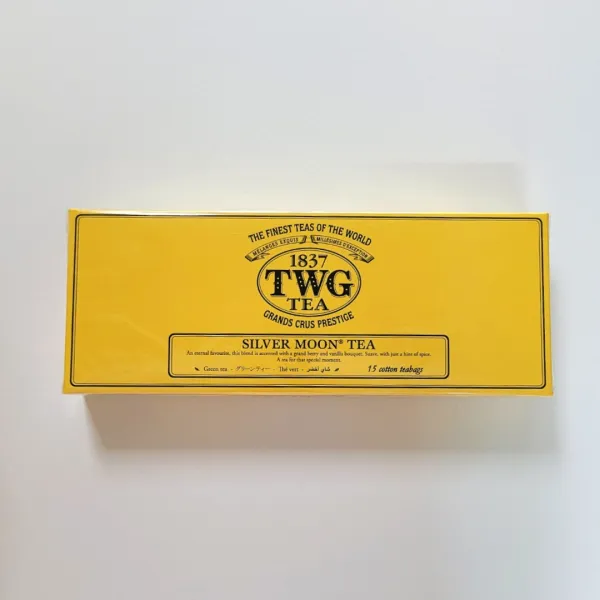 THE FINEST TEAS OF THE WORLD
MÉLANGES EXQUIS MILLÉSIMES D'EXCEPTION
1837
TWG
TEA
GRANDS CRUS PRESTIGE
SILVER MOON® TEA
An eternal favourite, this blend is accented with a grand berry and vanilla bouquet. Suave, with just a hint of spice.
A tea for that special moment.
Green tea - グリーンティー - Thé vert - شاي أخضر
15 cotton teabags